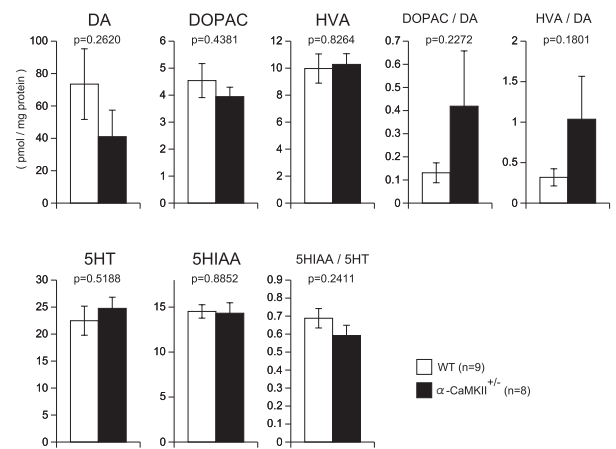 DA
p=0.2620
( pmol / mg protein )
100
80
60
40
20
0
DOPAC
p=0.4381
6
5
4
3
2
1
0
HVA
p=0.8264
12
10
8
6
4
2
0
DOPAC / DA
p=0.2272
0.7
0.6
0.5
0.4
0.3
0.2
0.1
0
HVA / DA
p=0.1801
2
1.5
1
0.5
0
5HT
p=0.5188
30
25
20
15
10
5
0
5HIAA
p=0.8852
15
10
5
0
5HIAA / 5HT
p=0.2411
0.9
0.8
0.7
0.6
0.5
0.4
0.3
0.2
0.1
0
WT (n=9)
α-CaMKII+/- (n=8)